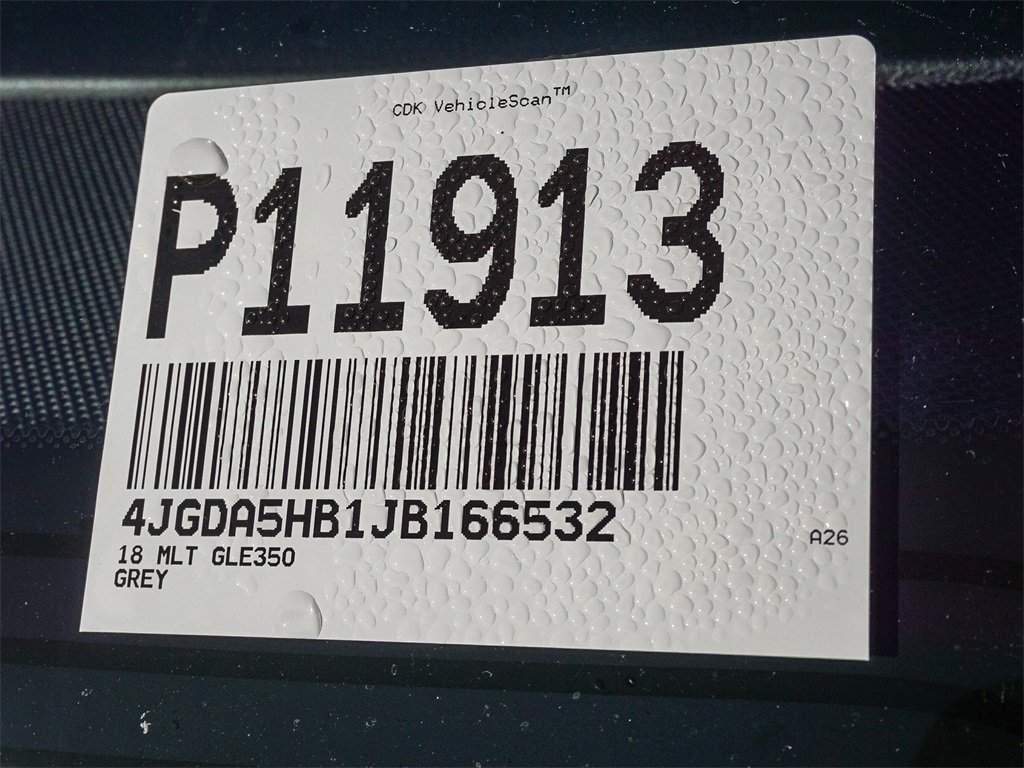 CDK VehicleScan™
P11913
4JGDA5HB1JB166532
18 MLT GLE350
GREY
A26